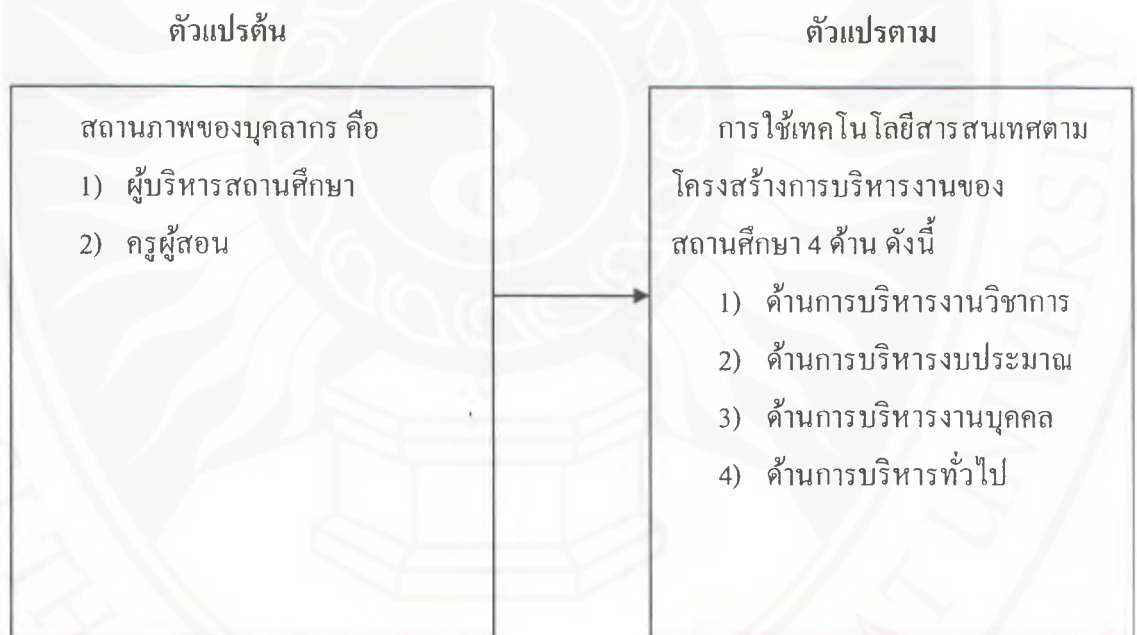 ตัวแปรต้น
ตัวแปรตาม
สถานภาพของบุคลากร คือ
1) ผู้บริหารสถานศึกษา
2) ครูผู้สอน
การใช้เทคโนโลยีสารสนเทศตาม
โครงสร้างการบริหารงานของ
สถานศึกษา 4 ด้าน ดังนี้
1) ด้านการบริหารงานวิชาการ
2) ด้านการบริหารงบประมาณ
3) ด้านการบริหารงานบุคคล
4) ด้านการบริหารทั่วไป